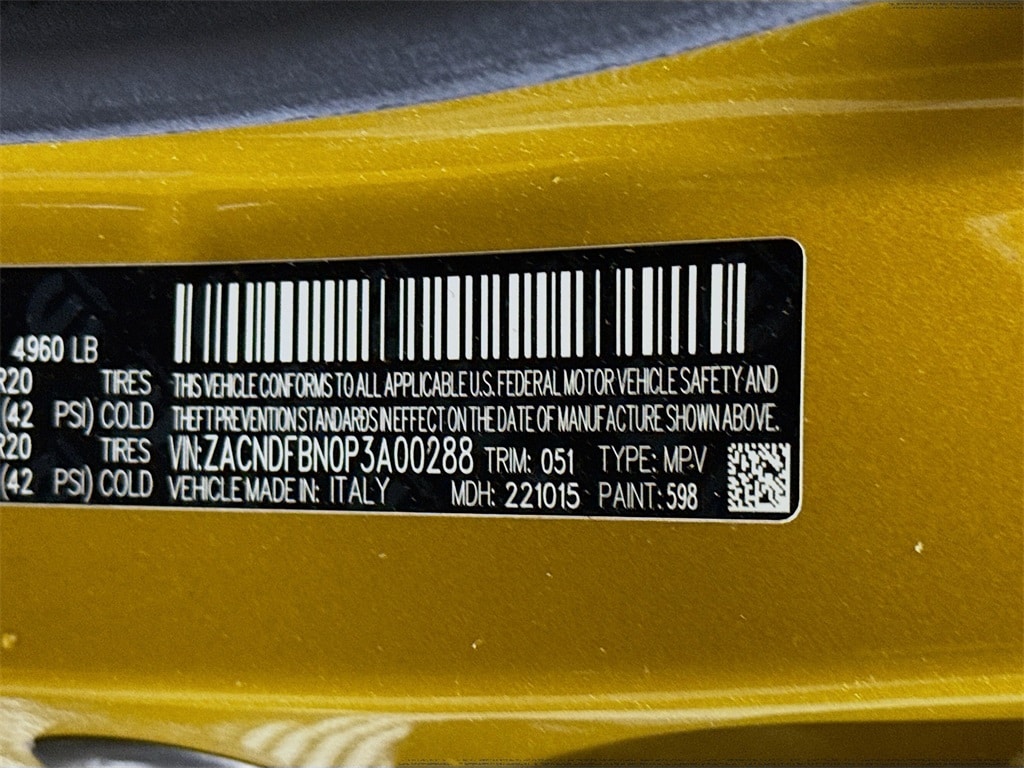 4960 LB
R20 TIRES THIS VEHICLE CONFORMS TO ALL APPLICABLE U.S. FEDERAL MOTOR VEHICLE SAFETY AND
(42 PSI) COLD THEFT PREVENTION STANDARDS IN EFFECT ON THE DATE OF MANUFACTURE SHOWN ABOVE.
R20 TIRES VIN:ZACNDFBN0P3A00288 TRIM: 051 TYPE: MPV
(42 PSI) COLD VEHICLE MADE IN: ITALY MDH: 221015 PAINT: 598